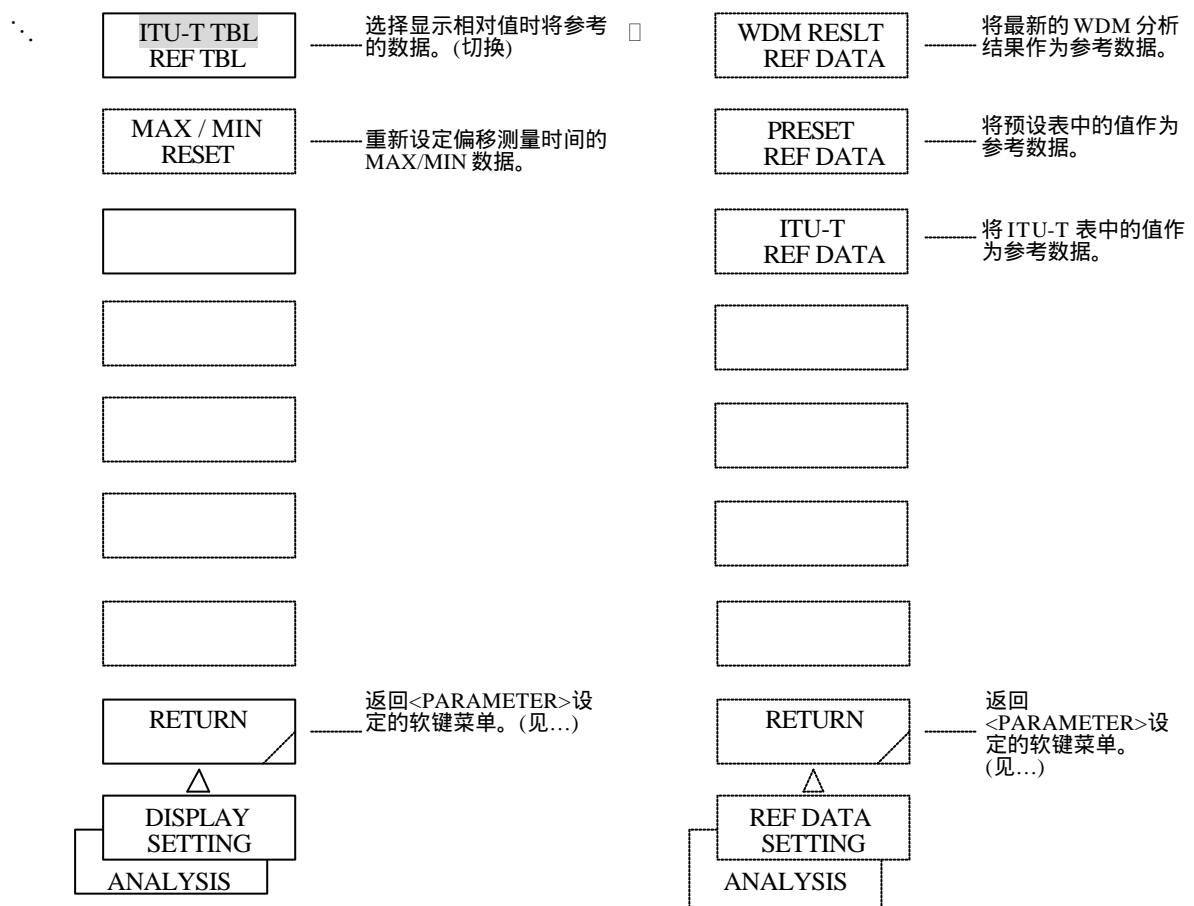 ITU-T TBL
REF TBL
选择显示相对值时将参考
的数据。(切换)
MAX / MIN
RESET
重新设定偏移测量时间的
MAX/MIN 数据。
RETURN
返回<PARAMETER>设
定的软键菜单。(见…)
DISPLAY
SETTING
ANALYSIS
WDM RESLT
REF DATA
将最新的 WDM 分析
结果作为参考数据。
PRESET
REF DATA
将预设表中的值作为
参考数据。
ITU-T
REF DATA
将 ITU-T 表中的值作
为参考数据。
RETURN
返回
<PARAMETER>设
定的软键菜单。
(见…)
REF DATA
SETTING
ANALYSIS